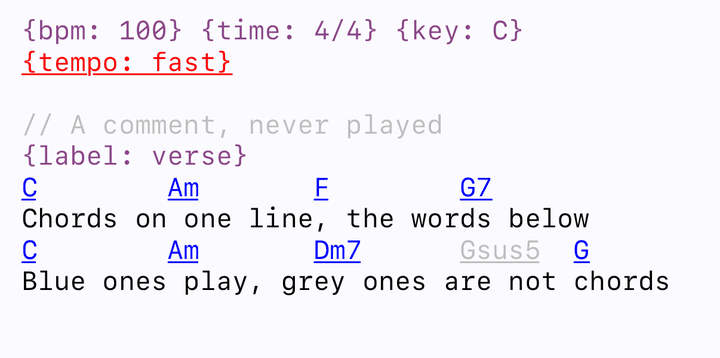 {bpm: 100} {time: 4/4} {key: C}
{tempo: fast}

// A comment, never played
{label: verse}
C        Am       F        G7
Chords on one line, the words below
C        Am       Dm7      Gsus5  G
Blue ones play, grey ones are not chords